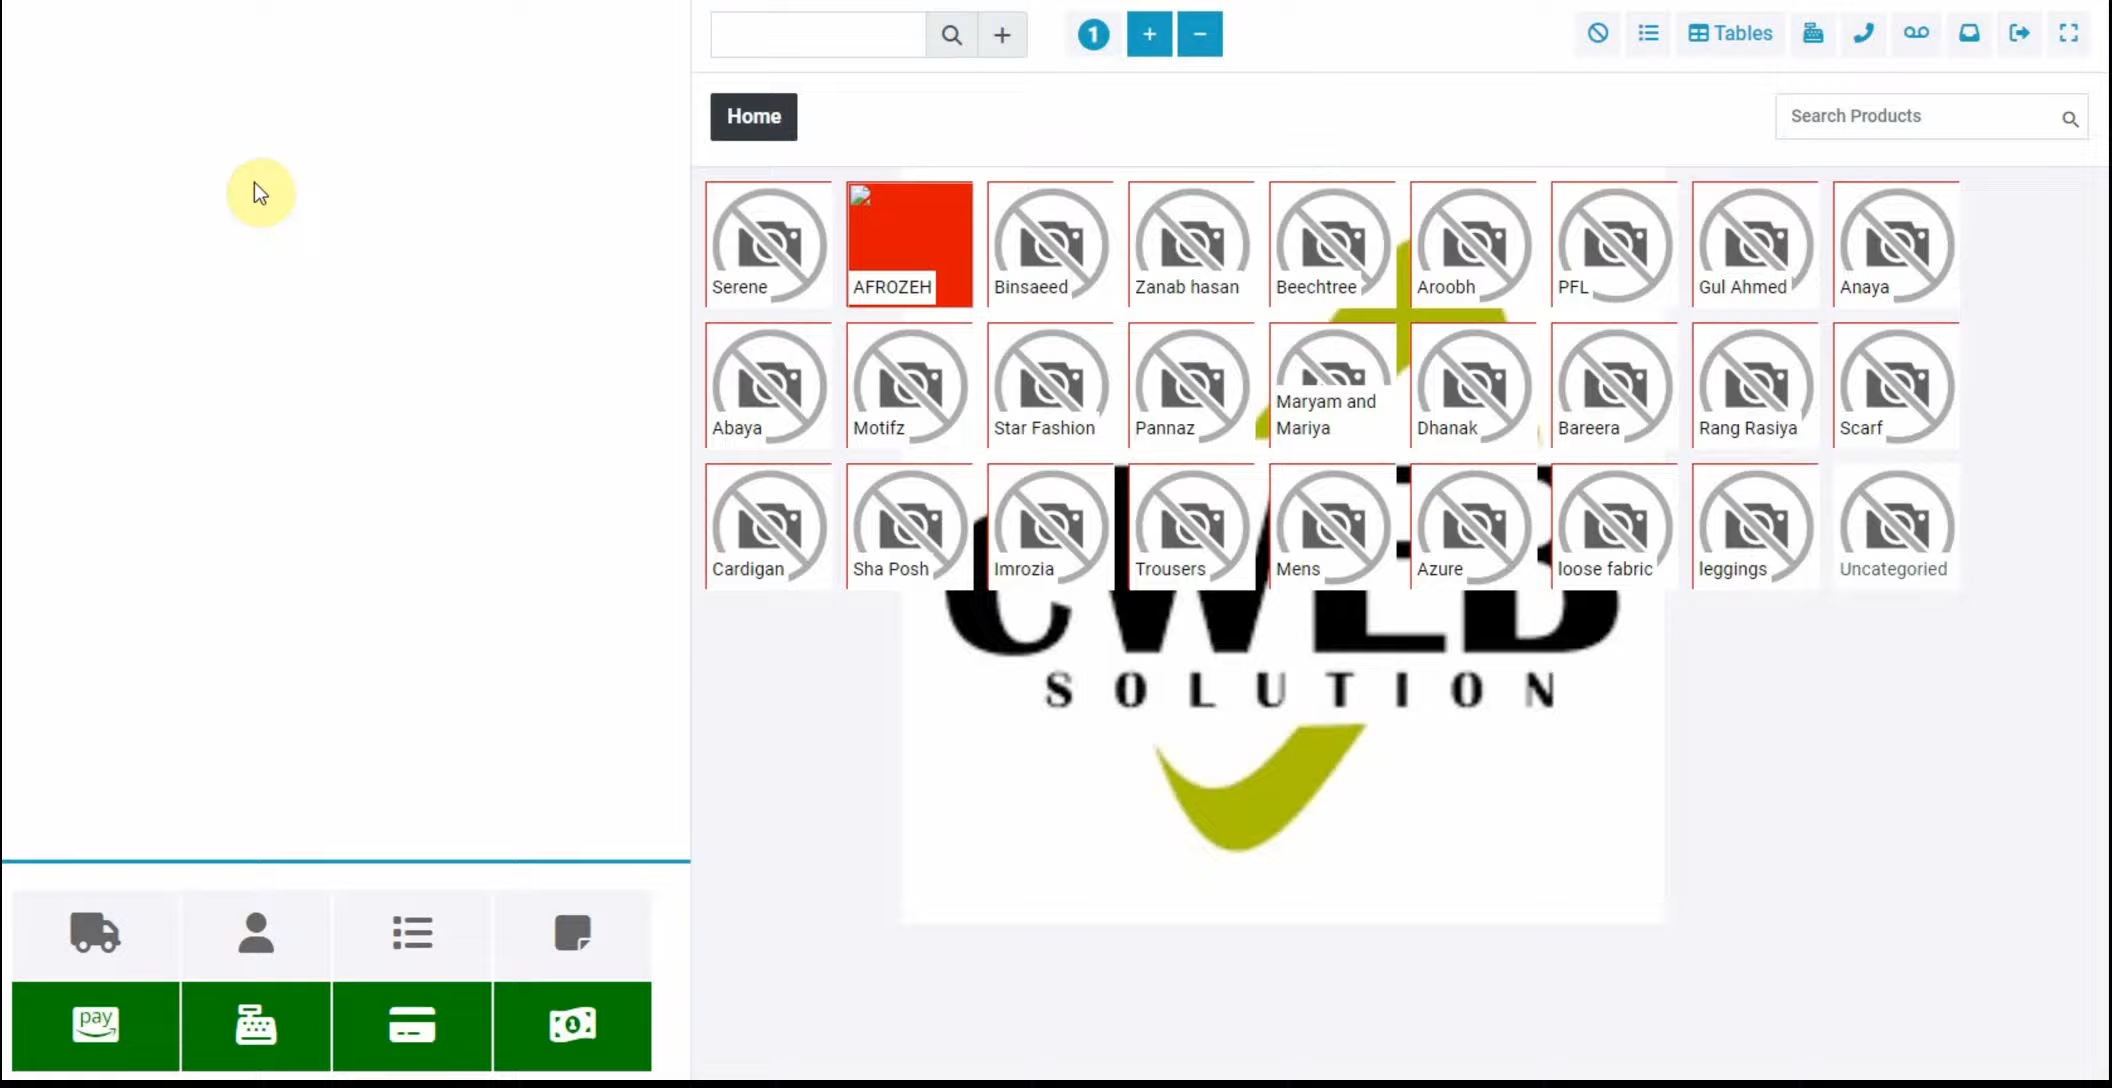 1
Tables
Home
Search Products
Serene
AFROZEH
Binsaeed
Zanab hasan
Beechtree
Aroobh
PFL
Gul Ahmed
Anaya
Abaya
Motifz
Star Fashion
Pannaz
Maryam and
Mariya
Dhanak
Bareera
Rang Rasiya
Scarf
Cardigan
Sha Posh
Imrozia
Trousers
Mens
Azure
loose fabric
leggings
Uncategoried
CWEB
SOLUTION
pay